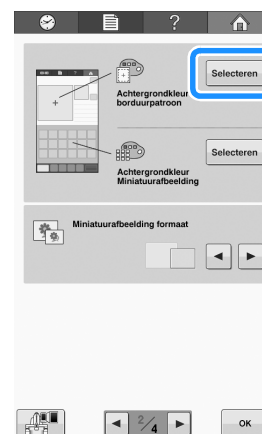 ?
Selecteren
Achtergrondkleur
borduurpatroon
Selecteren
Achtergrondkleur
Miniatuurafbeelding
Miniatuurafbeelding formaat
2/4
OK